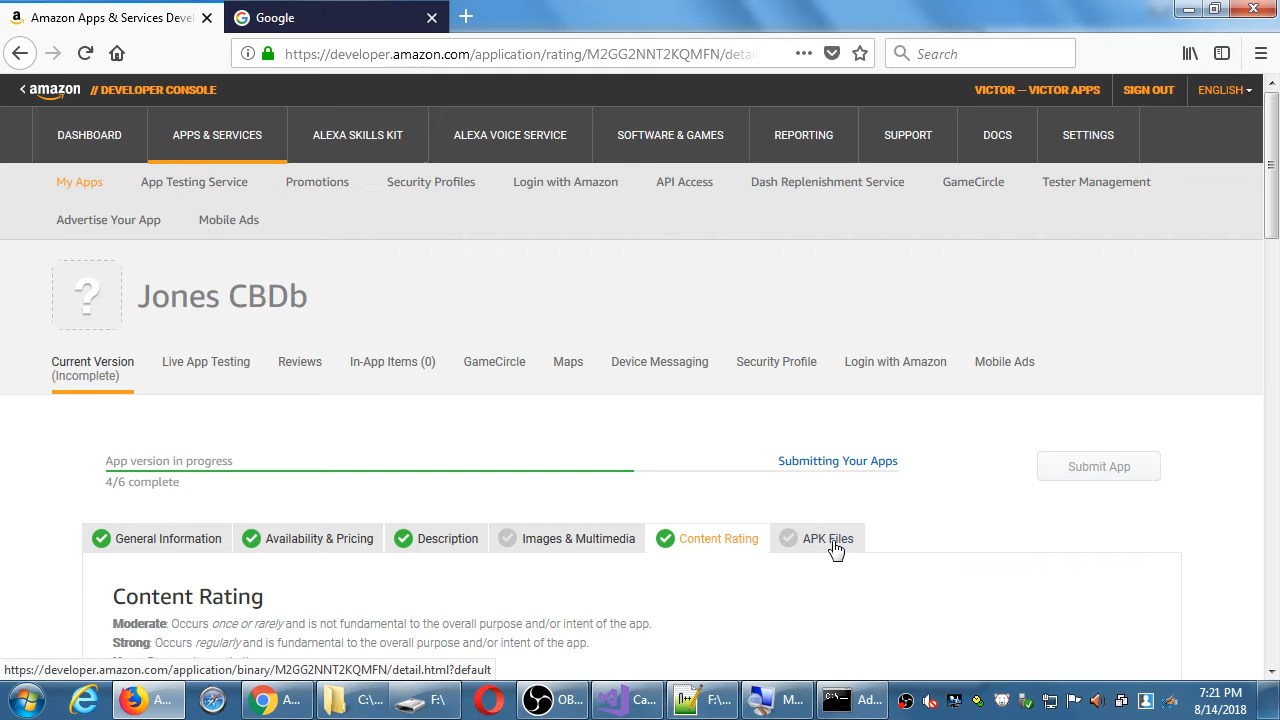 Amazon Apps & Services Devel
Google
https://developer.amazon.com/application/rating/M2GG2NNT2KQMFN/detail
Search
amazon // DEVELOPER CONSOLE
VICTOR — VICTOR APPS
SIGN OUT
ENGLISH
DASHBOARD
APPS & SERVICES
ALEXA SKILLS KIT
ALEXA VOICE SERVICE
SOFTWARE & GAMES
REPORTING
SUPPORT
DOCS
SETTINGS
My Apps
App Testing Service
Promotions
Security Profiles
Login with Amazon
API Access
Dash Replenishment Service
GameCircle
Tester Management
Advertise Your App
Mobile Ads
?
Jones CBDb
Current Version
(Incomplete)
Live App Testing
Reviews
In-App Items (0)
GameCircle
Maps
Device Messaging
Security Profile
Login with Amazon
Mobile Ads
App version in progress
Submitting Your Apps
4/6 complete
Submit App
General Information
Availability & Pricing
Description
Images & Multimedia
Content Rating
APK Files
Content Rating
Moderate: Occurs once or rarely and is not fundamental to the overall purpose and/or intent of the app.
Strong: Occurs regularly and is fundamental to the overall purpose and/or intent of the app.
https://developer.amazon.com/application/binary/M2GG2NNT2KQMFN/detail.html?default
A...
A...
C:\...
F:\
OB...
Ca...
F:\...
M...
Ad...
7:21 PM
8/14/2018